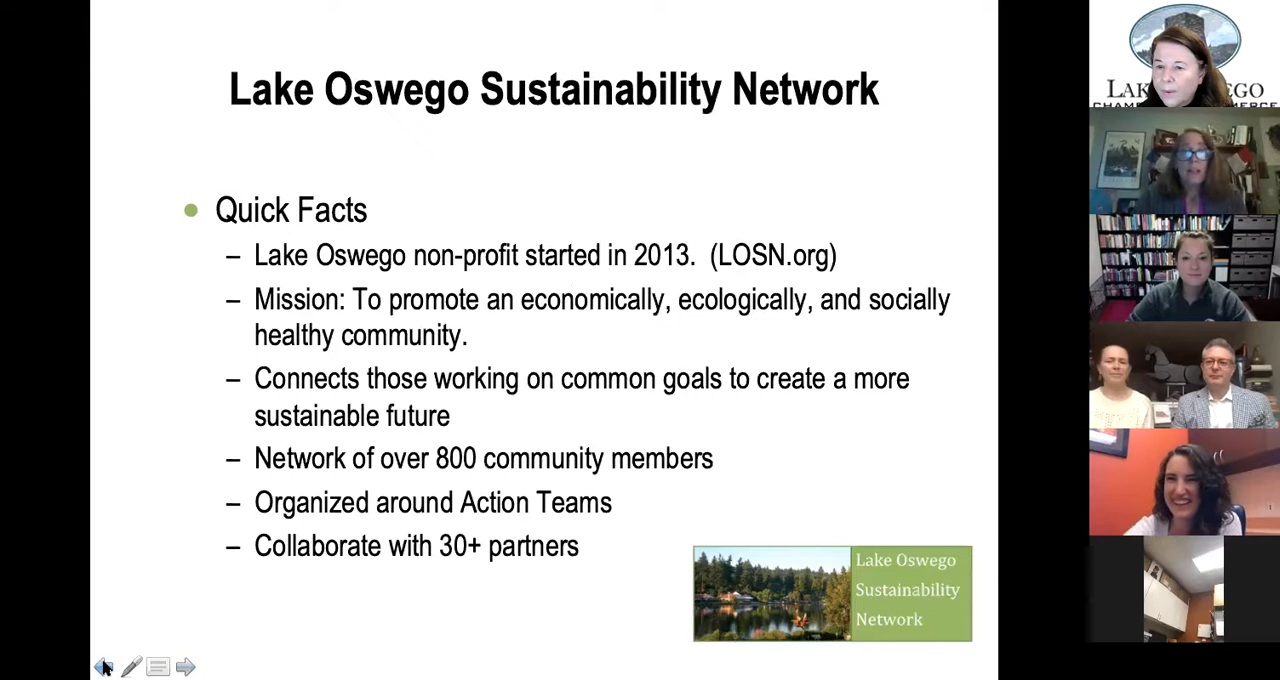 Lake Oswego Sustainability Network
• Quick Facts
– Lake Oswego non-profit started in 2013. (LOSN.org)
– Mission: To promote an economically, ecologically, and socially
healthy community.
– Connects those working on common goals to create a more
sustainable future
– Network of over 800 community members
– Organized around Action Teams
– Collaborate with 30+ partners
Lake Oswego
Sustainability
Network